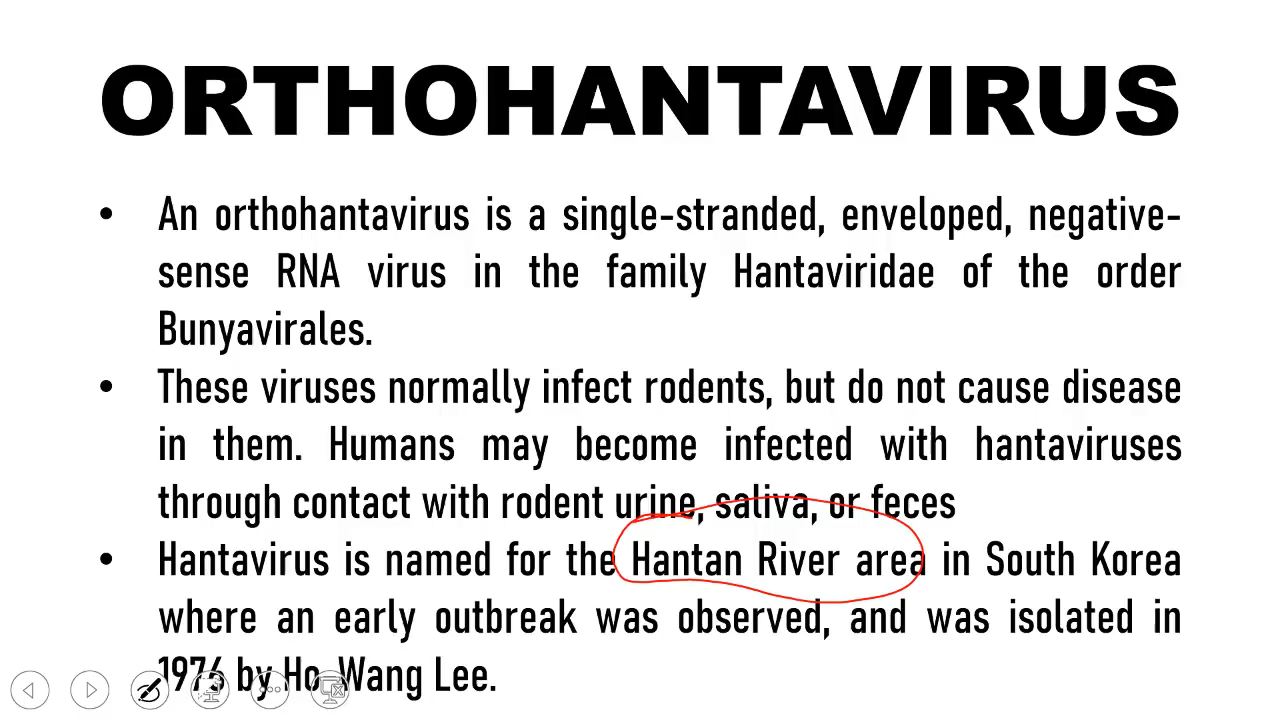 ORTHOHANTAVIRUS
• An orthohantavirus is a single-stranded, enveloped, negative-
sense RNA virus in the family Hantaviridae of the order
Bunyavirales.
• These viruses normally infect rodents, but do not cause disease
in them. Humans may become infected with hantaviruses
through contact with rodent urine, saliva, or feces
• Hantavirus is named for the Hantan River area in South Korea
where an early outbreak was observed, and was isolated in
1976 by Ho Wang Lee.